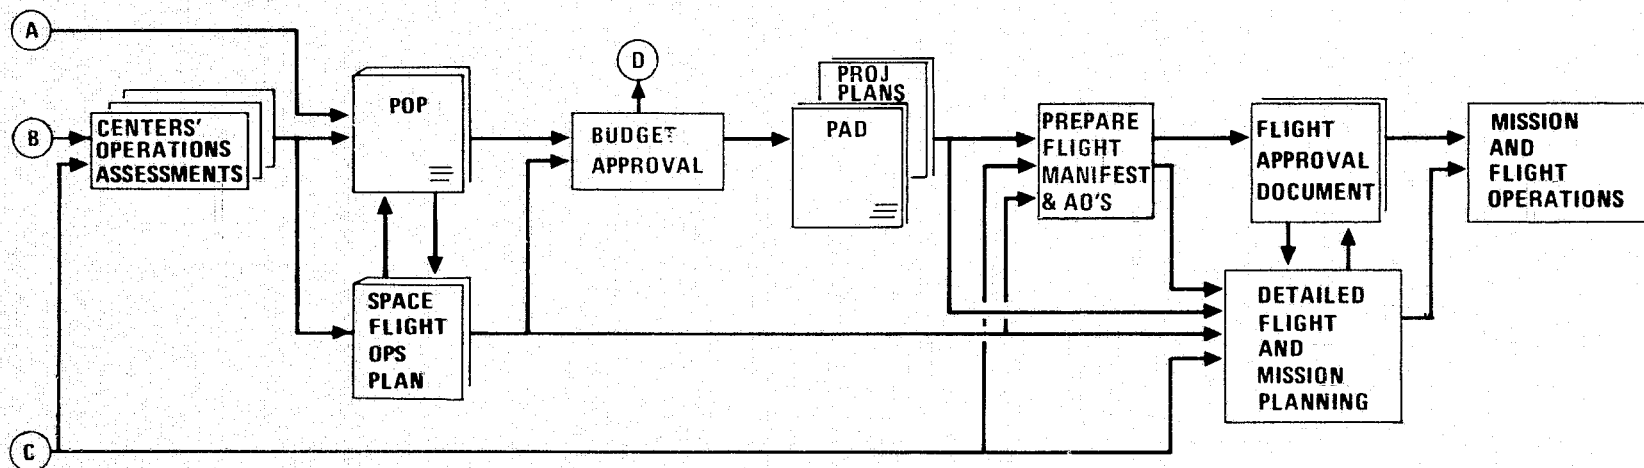 A
B
C
D
CENTERS'
OPERATIONS
ASSESSMENTS
POP
SPACE
FLIGHT
OPS
PLAN
BUDGET
APPROVAL
PROJ
PLANS
PAD
PREPARE
FLIGHT
MANIFEST
& AO'S
FLIGHT
APPROVAL
DOCUMENT
DETAILED
FLIGHT
AND
MISSION
PLANNING
MISSION
AND
FLIGHT
OPERATIONS